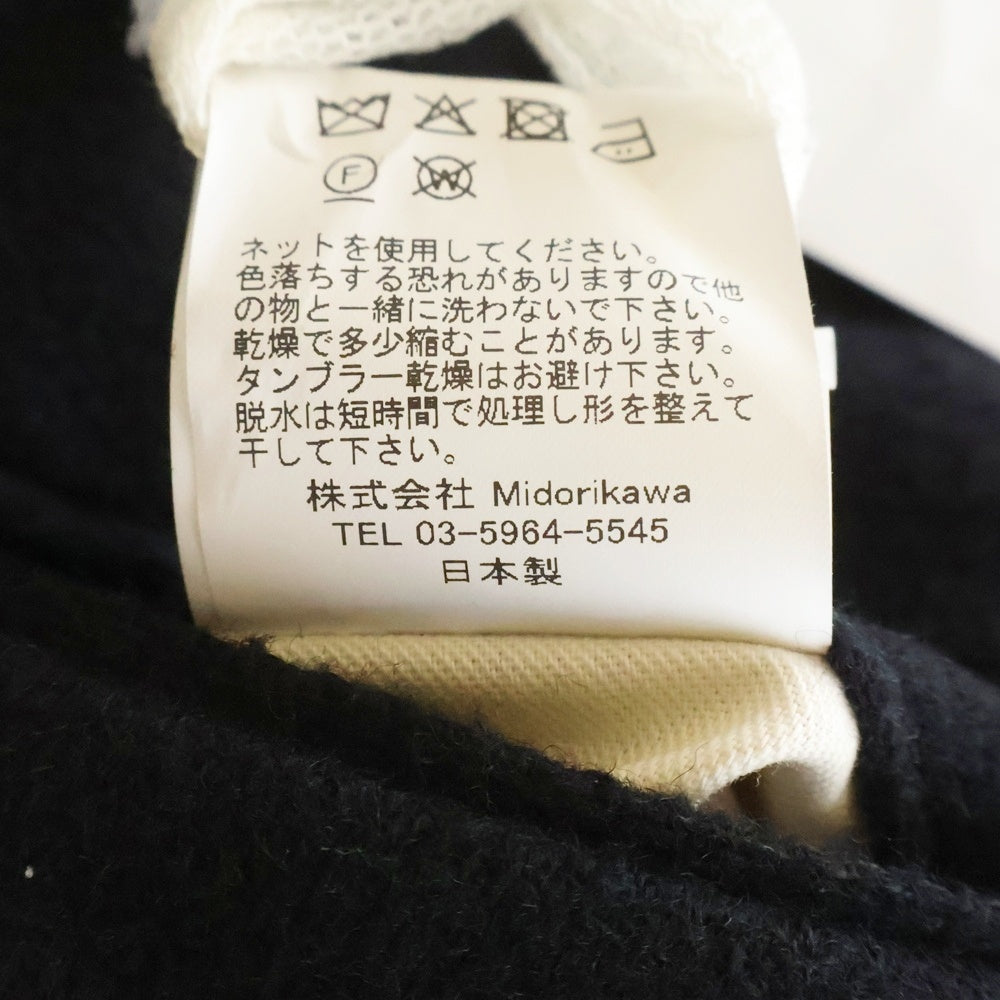 F
W
ネットを使用してください。
色落ちする恐れがありますので他
の物と一緒に洗わないで下さい。
乾燥で多少縮むことがあります。
タンブラー乾燥はお避け下さい。
脱水は短時間で処理し形を整えて
干して下さい。
株式会社 Midorikawa
TEL 03-5964-5545
日本製